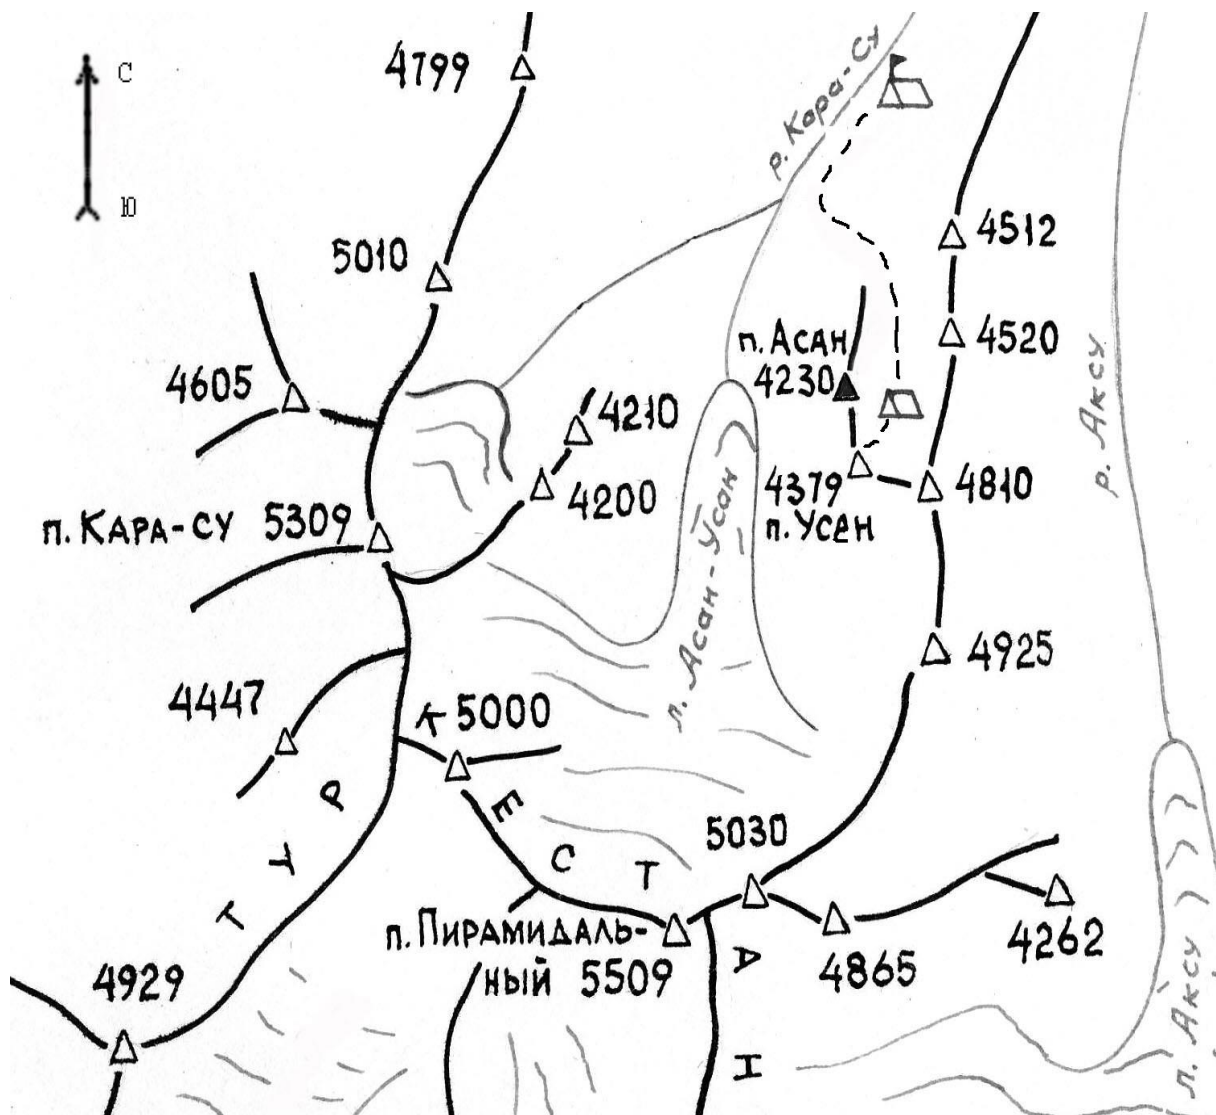 С
Ю
4799
р. Кара-Су
5010
4512
4520
п. Асан
4230
4605
4210
4200
р. Аксу
4379
п. Усен
4810
п. Кара-су 5309
л. Асан-Усан
4925
4447
5000
5030
Т У Р К Е С Т А Н
п. Пирамидаль-
ный 5509
4865
4262
4929
л. Аксу